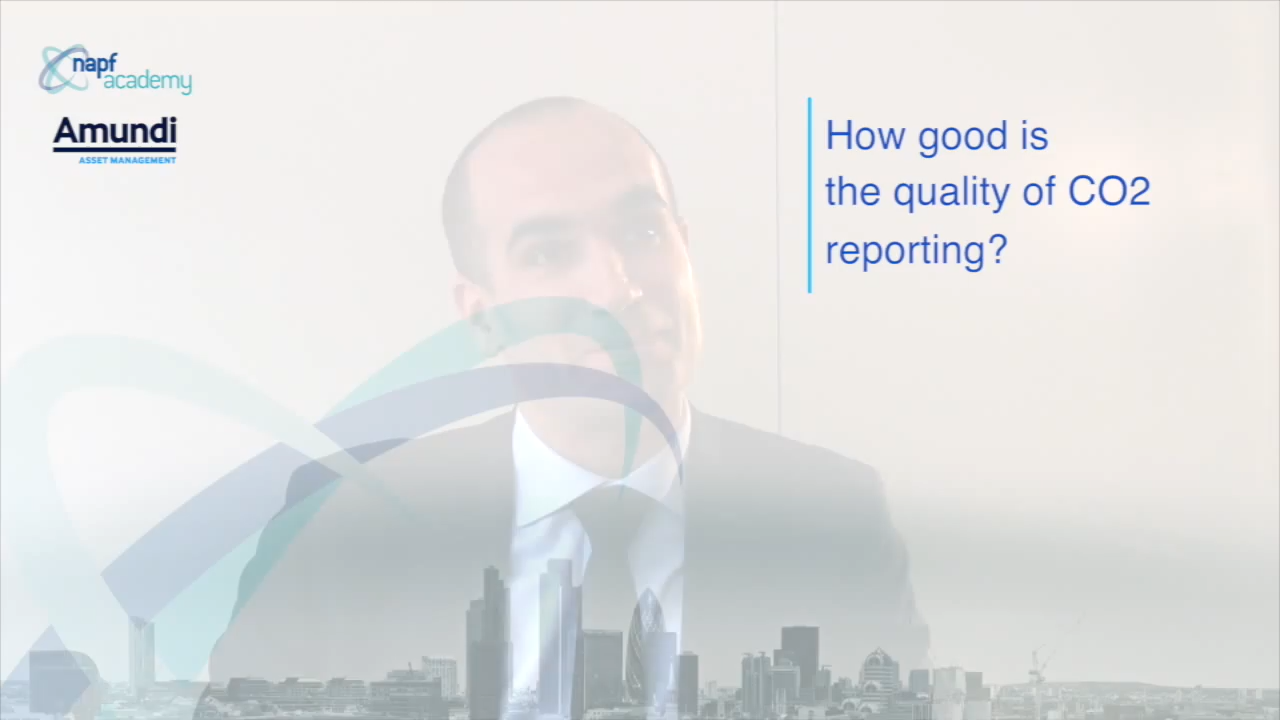 napf
academy
Amundi
ASSET MANAGEMENT
How good is
the quality of CO2
reporting?